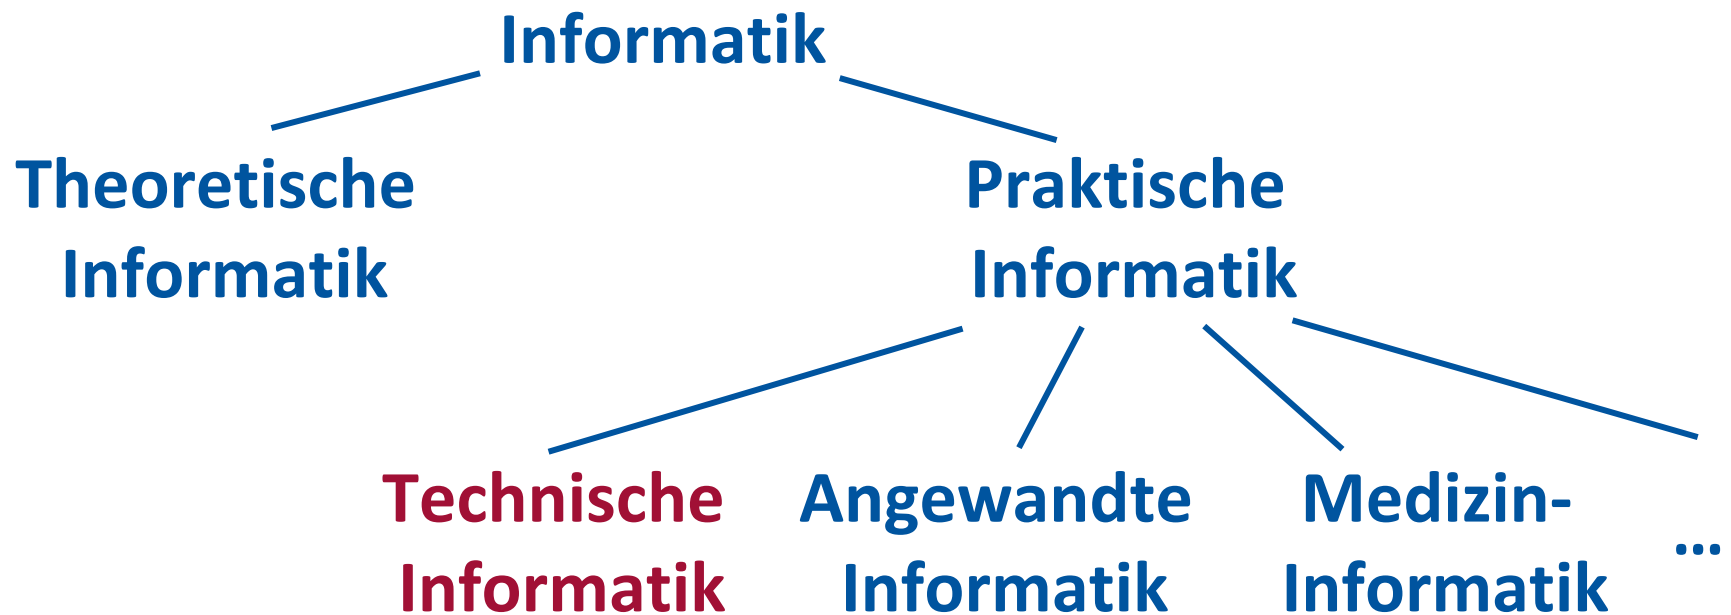 Informatik
Theoretische
Informatik
Praktische
Informatik
Technische
Informatik
Angewandte
Informatik
Medizin-
Informatik
...